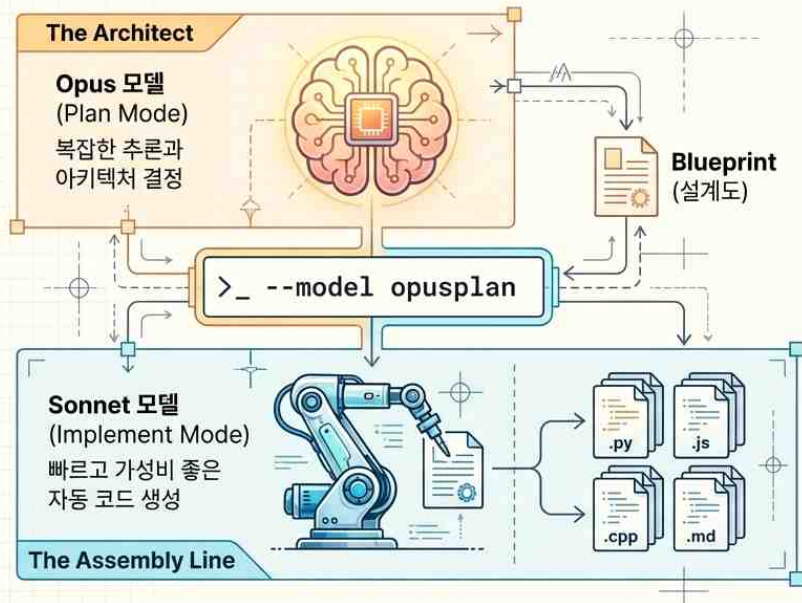 The Architect
Opus 모델
(Plan Mode)
복잡한 추론과
아키텍처 결정
Blueprint
(설계도)
>_ --model opusplan
Sonnet 모델
(Implement Mode)
빠르고 가성비 좋은
자동 코드 생성
.py
.js
.cpp
.md
The Assembly Line